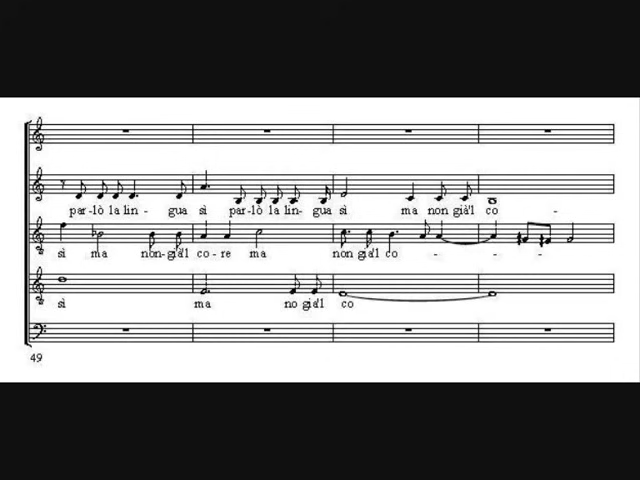 par-lò la lin - gua sì par-lò la lin-gua sì ma non già'l co -
sì ma non-già'l co-re ma non già'l co - -
sì ma no già'l co
49